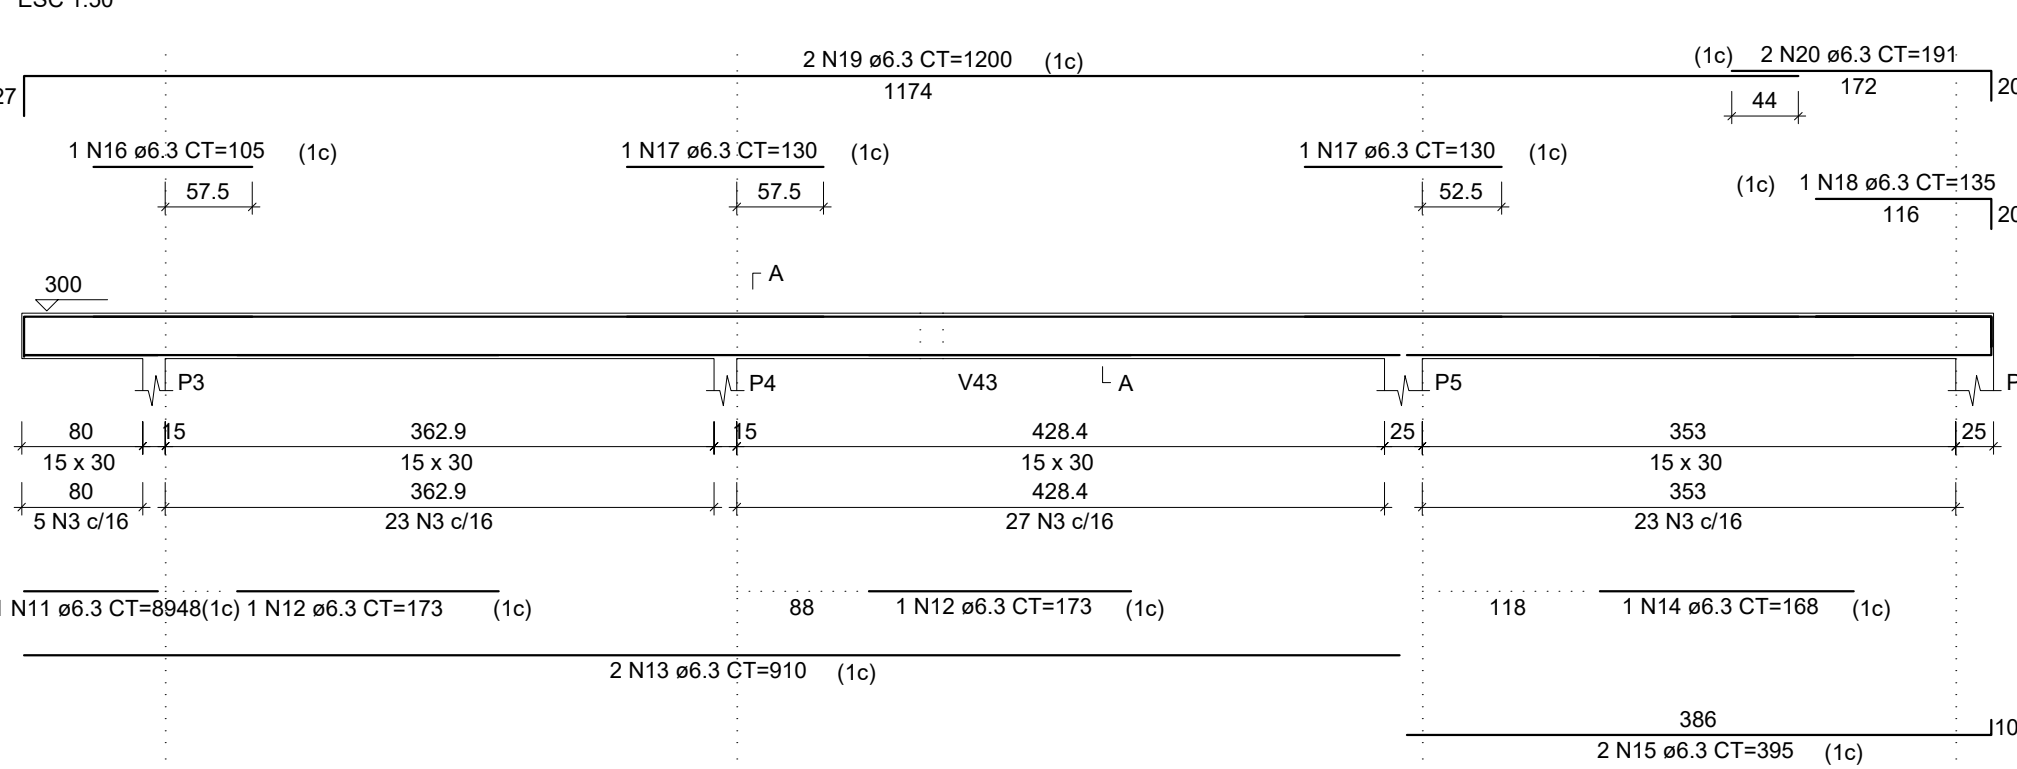 ESC 1:50
2 N19 ø6.3 CT=1200 (1c)
(1c) 2 N20 ø6.3 CT=191
27
1174
172
20
44
1 N16 ø6.3 CT=105 (1c)
1 N17 ø6.3 CT=130 (1c)
1 N17 ø6.3 CT=130 (1c)
57.5
57.5
52.5
(1c) 1 N18 ø6.3 CT=135
116
20
A
300
P3
P4
V43
A
P5
P
80 15 362.9 15 428.4 25 353 25
15 x 30 15 x 30 15 x 30 15 x 30
80 362.9 428.4 353
5 N3 c/16 23 N3 c/16 27 N3 c/16 23 N3 c/16
1 N11 ø6.3 CT=8948(1c) 1 N12 ø6.3 CT=173 (1c)
88 1 N12 ø6.3 CT=173 (1c)
118 1 N14 ø6.3 CT=168 (1c)
2 N13 ø6.3 CT=910 (1c)
386
10
2 N15 ø6.3 CT=395 (1c)